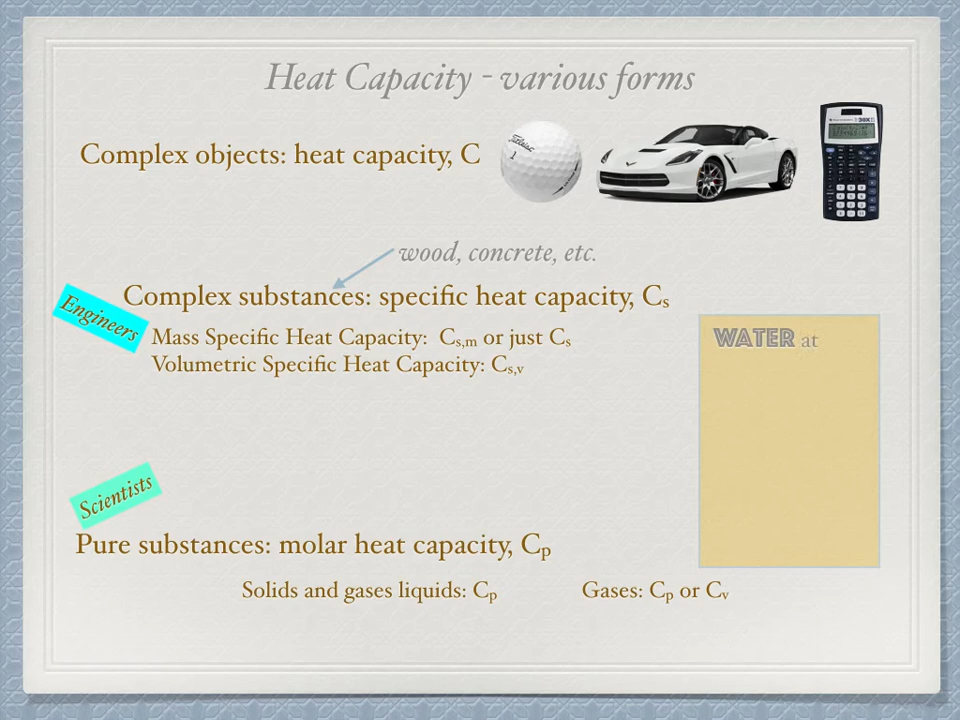 Heat Capacity - various forms
Complex objects: heat capacity, C
Titleist
1
wood, concrete, etc.
Engineers
Complex substances: specific heat capacity, Cs
Mass Specific Heat Capacity: Cs,m or just Cs
Volumetric Specific Heat Capacity: Cs,v
WATER at
Scientists
Pure substances: molar heat capacity, Cp
Solids and gases liquids: Cp
Gases: Cp or Cv